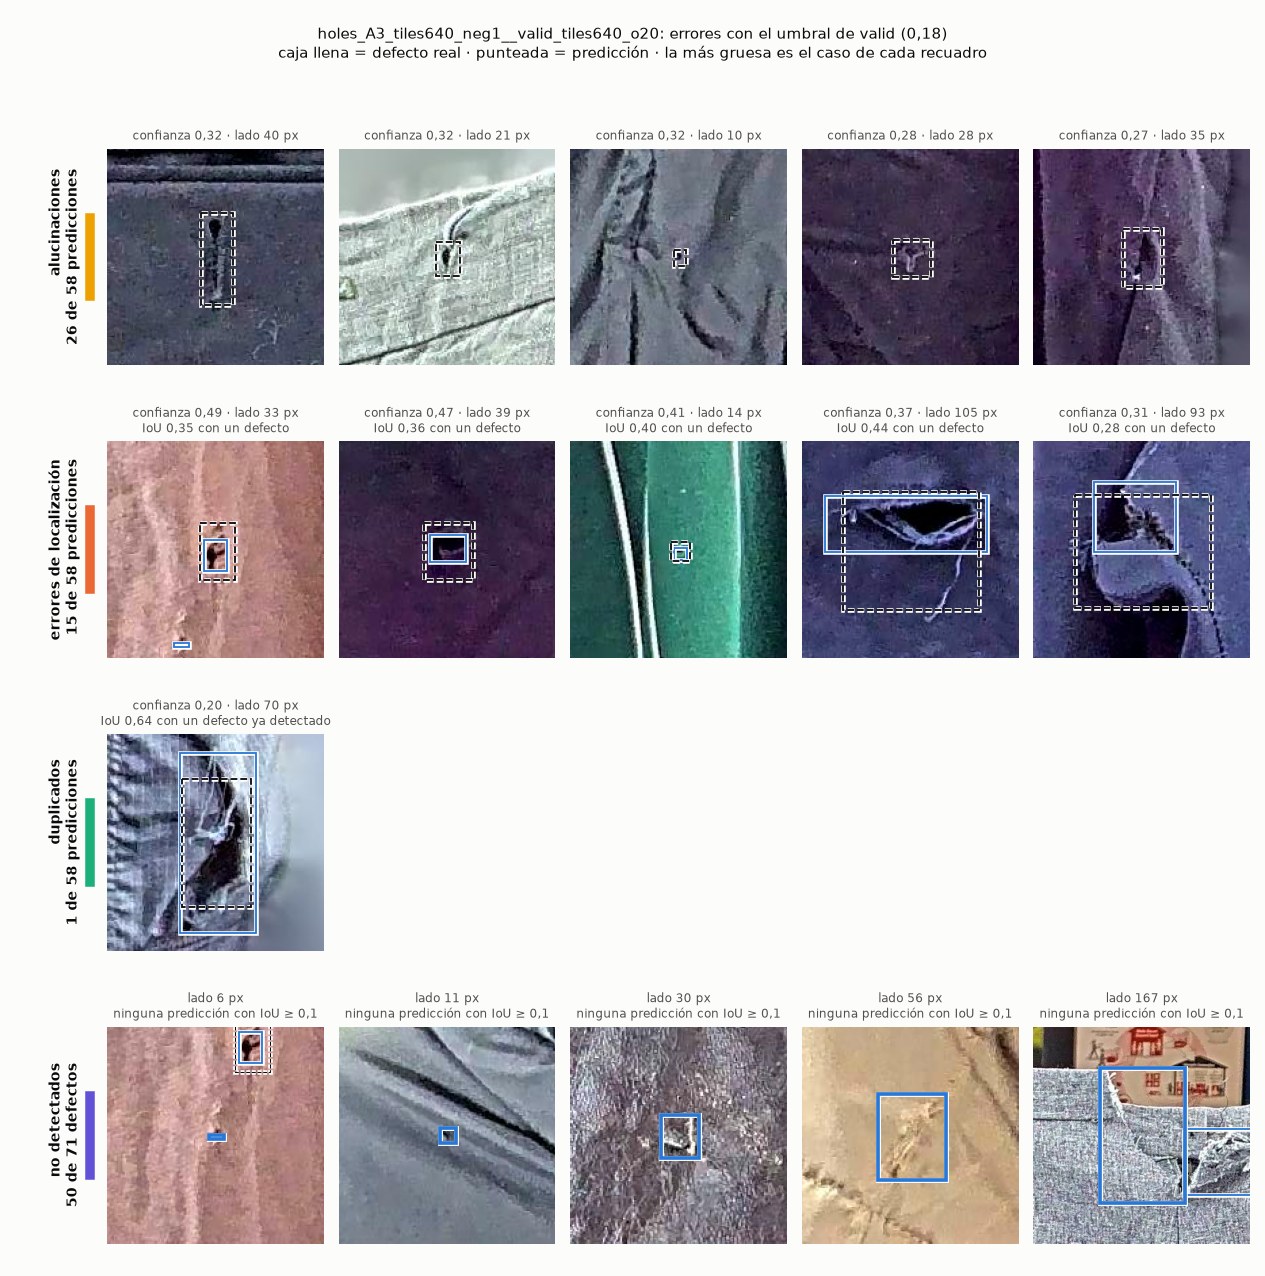 holes_A3_tiles640_neg1__valid_tiles640_o20: errores con el umbral de valid (0,18)
caja llena = defecto real · punteada = predicción · la más gruesa es el caso de cada recuadro
alucinaciones
26 de 58 predicciones
confianza 0,32 · lado 40 px
confianza 0,32 · lado 21 px
confianza 0,32 · lado 10 px
confianza 0,28 · lado 28 px
confianza 0,27 · lado 35 px
errores de localización
15 de 58 predicciones
confianza 0,49 · lado 33 px
IoU 0,35 con un defecto
confianza 0,47 · lado 39 px
IoU 0,36 con un defecto
confianza 0,41 · lado 14 px
IoU 0,40 con un defecto
confianza 0,37 · lado 105 px
IoU 0,44 con un defecto
confianza 0,31 · lado 93 px
IoU 0,28 con un defecto
duplicados
1 de 58 predicciones
confianza 0,20 · lado 70 px
IoU 0,64 con un defecto ya detectado
no detectados
50 de 71 defectos
lado 6 px
ninguna predicción con IoU ≥ 0,1
lado 11 px
ninguna predicción con IoU ≥ 0,1
lado 30 px
ninguna predicción con IoU ≥ 0,1
lado 56 px
ninguna predicción con IoU ≥ 0,1
lado 167 px
ninguna predicción con IoU ≥ 0,1